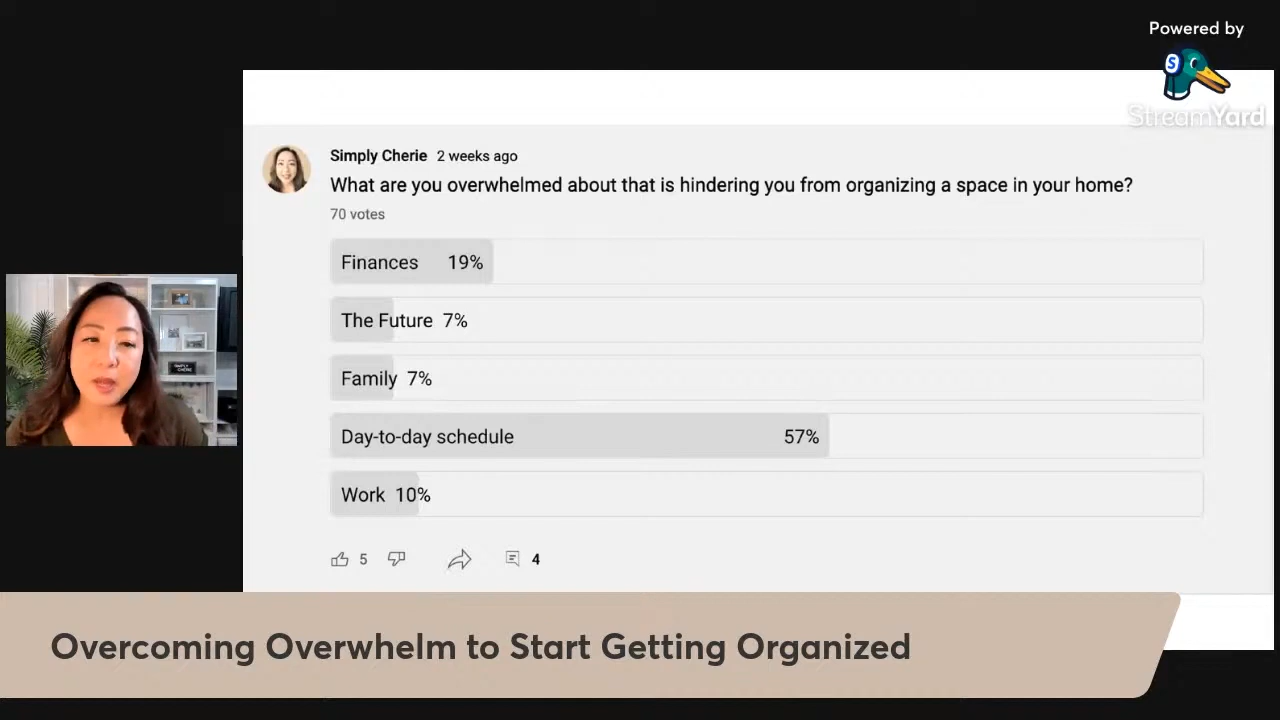 Powered by
StreamYard
Simply Cherie 2 weeks ago
What are you overwhelmed about that is hindering you from organizing a space in your home?
70 votes
Finances 19%
The Future 7%
Family 7%
Day-to-day schedule 57%
Work 10%
5 4
SIMPLY
CHERIE
Overcoming Overwhelm to Start Getting Organized